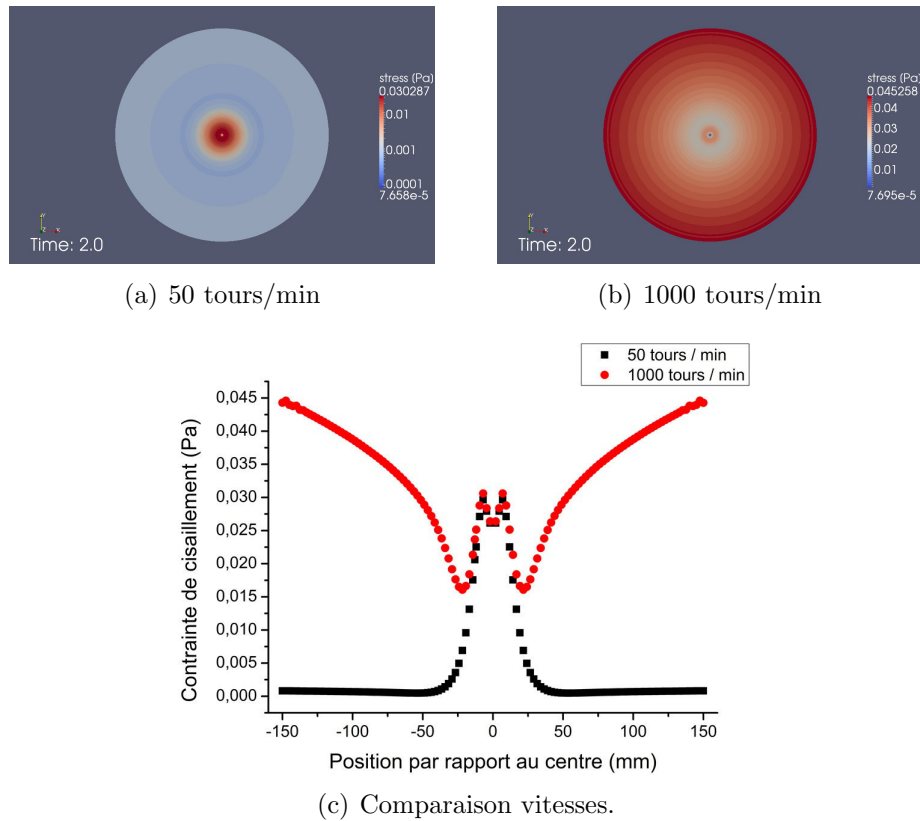 stress (Pa)
0.030287
0.01
0.001
0.0001
7.658e-5
Y
Z X
Time: 2.0
stress (Pa)
0.045258
0.04
0.03
0.02
0.01
7.695e-5
Y
Z X
Time: 2.0
(a) 50 tours/min
(b) 1000 tours/min
50 tours / min
1000 tours / min
0,045
0,040
0,035
0,030
0,025
0,020
0,015
0,010
0,005
0,000
Contrainte de cisaillement (Pa)
-150 -100 -50 0 50 100 150
Position par rapport au centre (mm)
(c) Comparaison vitesses.